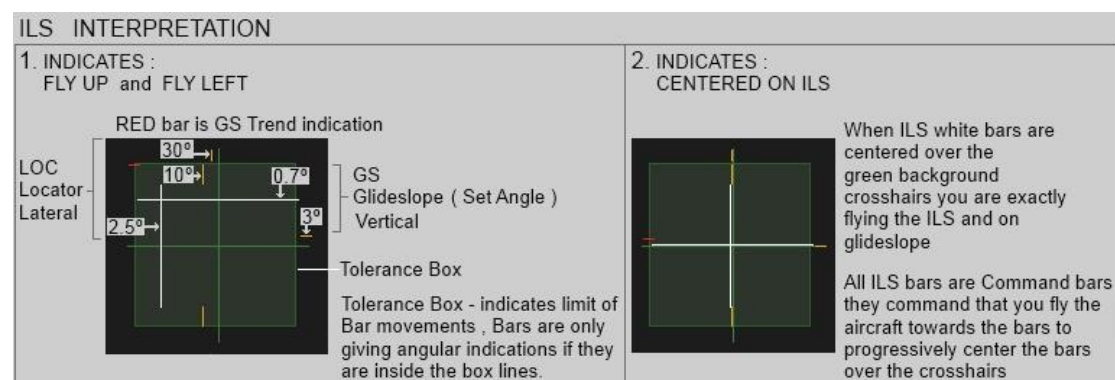 ILS INTERPRETATION
1. INDICATES :
FLY UP and FLY LEFT
RED bar is GS Trend indication
LOC
Locator
Lateral
30º
10º
0.7º
3º
2.5º
GS
Glideslope ( Set Angle )
Vertical
Tolerance Box
Tolerance Box - indicates limit of
Bar movements , Bars are only
giving angular indications if they
are inside the box lines.
2. INDICATES :
CENTERED ON ILS
When ILS white bars are
centered over the
green background
crosshairs you are exactly
flying the ILS and on
glideslope
All ILS bars are Command bars
they command that you fly the
aircraft towards the bars to
progressively center the bars
over the crosshairs